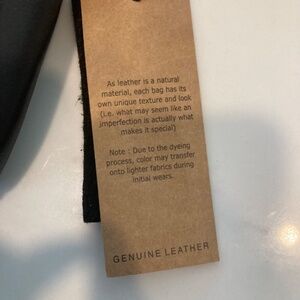 As leather is a natural
material, each bag has its
own unique texture and look
(i.e. what may seem like an
imperfection is actually what
makes it special)
Note : Due to the dyeing
process, color may transfer
onto lighter fabrics during
initial wears.
GENUINE LEATHER